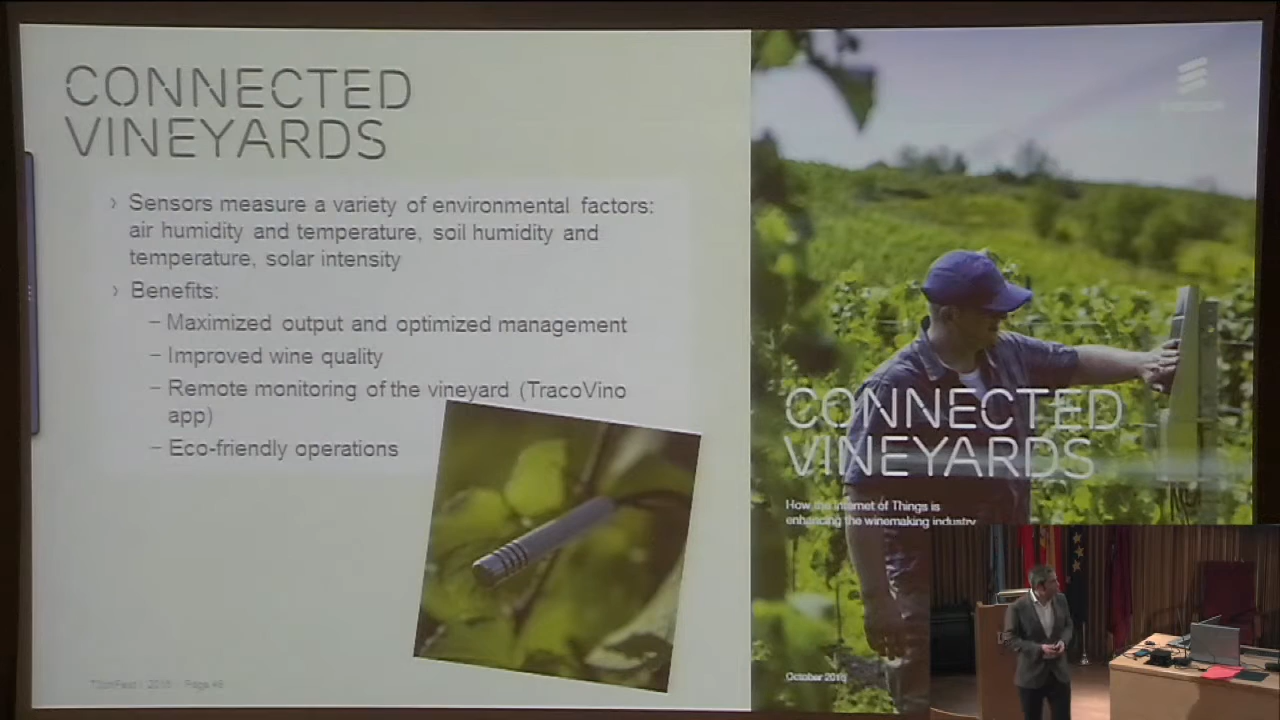 CONNECTED
VINEYARDS
› Sensors measure a variety of environmental factors:
air humidity and temperature, soil humidity and
temperature, solar intensity
› Benefits:
– Maximized output and optimized management
– Improved wine quality
– Remote monitoring of the vineyard (TracoVino
app)
– Eco-friendly operations
2016 Page
CONNECTED
VINEYARDS
How the Internet of Things is
enhancing the winemaking industry
October 2015